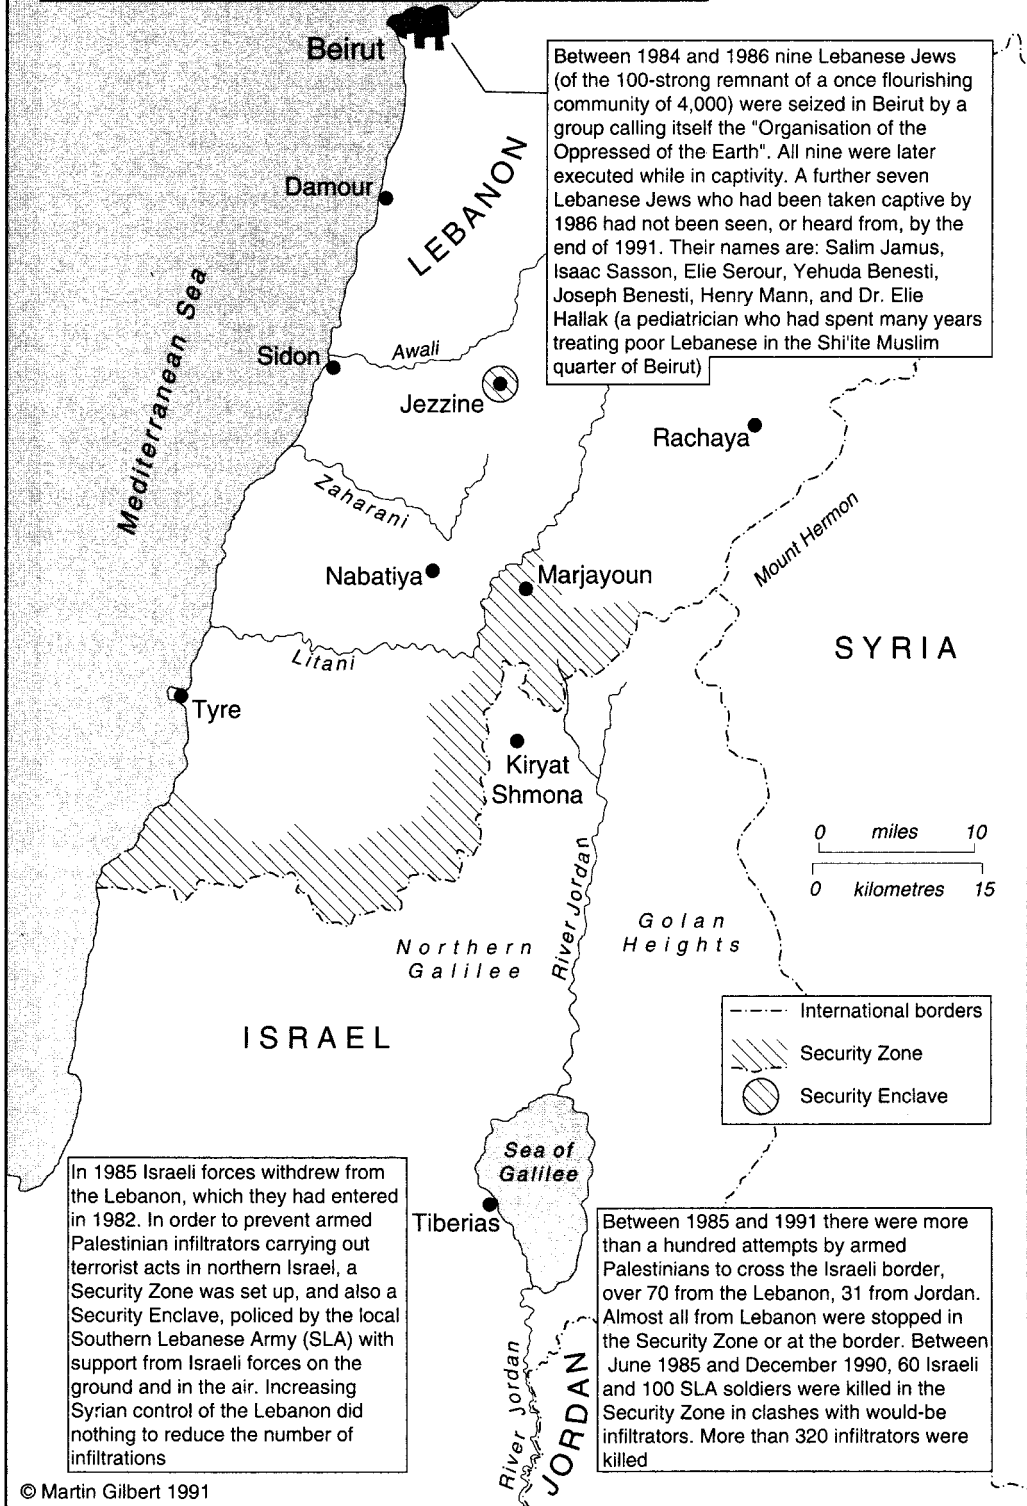 Beirut
Between 1984 and 1986 nine Lebanese Jews
(of the 100-strong remnant of a once flourishing
community of 4,000) were seized in Beirut by a
group calling itself the "Organisation of the
Oppressed of the Earth". All nine were later
executed while in captivity. A further seven
Lebanese Jews who had been taken captive by
1986 had not been seen, or heard from, by the
end of 1991. Their names are: Salim Jamus,
Isaac Sasson, Elie Serour, Yehuda Benesti,
Joseph Benesti, Henry Mann, and Dr. Elie
Hallak (a pediatrician who had spent many years
treating poor Lebanese in the Shi'ite Muslim
quarter of Beirut)
Damour
LEBANON
Mediterranean Sea
Sidon
Awali
Jezzine
Rachaya
Zaharani
Mount Hermon
Nabatiya
Marjayoun
SYRIA
Litani
Tyre
Kiryat
Shmona
0 miles 10
0 kilometres 15
River Jordan
Golan
Heights
Northern
Galilee
ISRAEL
International borders
Security Zone
Security Enclave
Sea of
Galilee
Tiberias
In 1985 Israeli forces withdrew from
the Lebanon, which they had entered
in 1982. In order to prevent armed
Palestinian infiltrators carrying out
terrorist acts in northern Israel, a
Security Zone was set up, and also a
Security Enclave, policed by the local
Southern Lebanese Army (SLA) with
support from Israeli forces on the
ground and in the air. Increasing
Syrian control of the Lebanon did
nothing to reduce the number of
infiltrations
River Jordan
JORDAN
Between 1985 and 1991 there were more
than a hundred attempts by armed
Palestinians to cross the Israeli border,
over 70 from the Lebanon, 31 from Jordan.
Almost all from Lebanon were stopped in
the Security Zone or at the border. Between
June 1985 and December 1990, 60 Israeli
and 100 SLA soldiers were killed in the
Security Zone in clashes with would-be
infiltrators. More than 320 infiltrators were
killed
© Martin Gilbert 1991